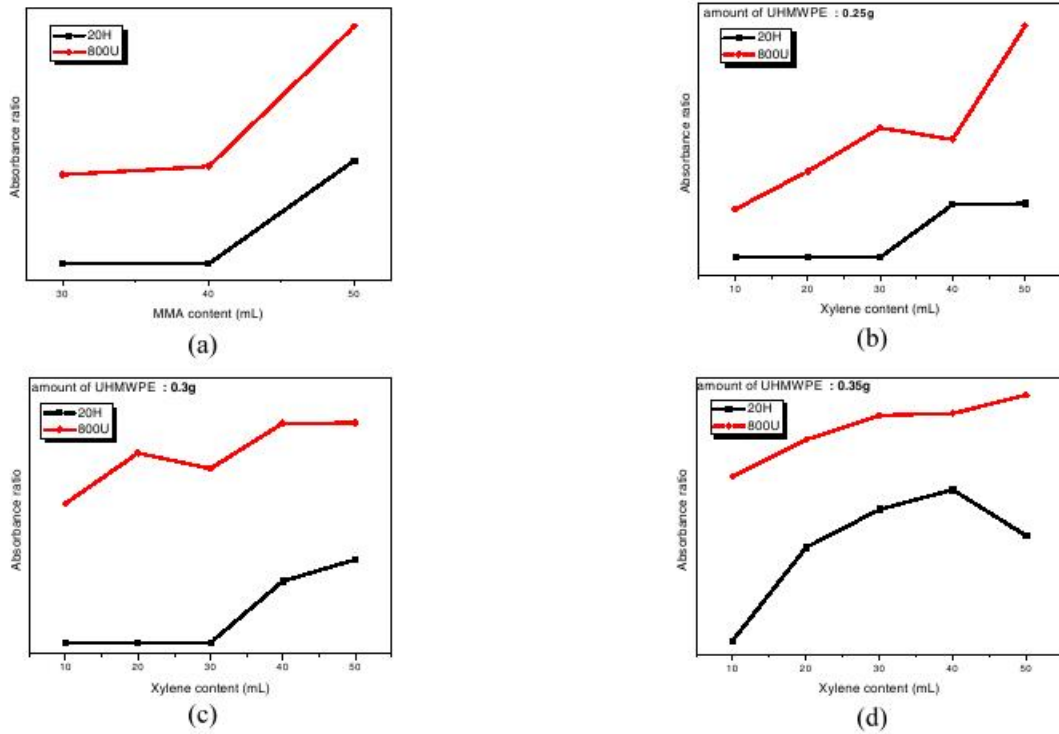 20H
800U
Absorbance ratio
30 40 50
MMA content (mL)
(a)
amount of UHMWPE : 0.25g
20H
800U
Absorbance ratio
10 20 30 40 50
Xylene content (mL)
(b)
amount of UHMWPE : 0.3g
20H
800U
Absorbance ratio
10 20 30 40 50
Xylene content (mL)
(c)
amount of UHMWPE : 0.35g
20H
800U
Absorbance ratio
10 20 30 40 50
Xylene content (mL)
(d)